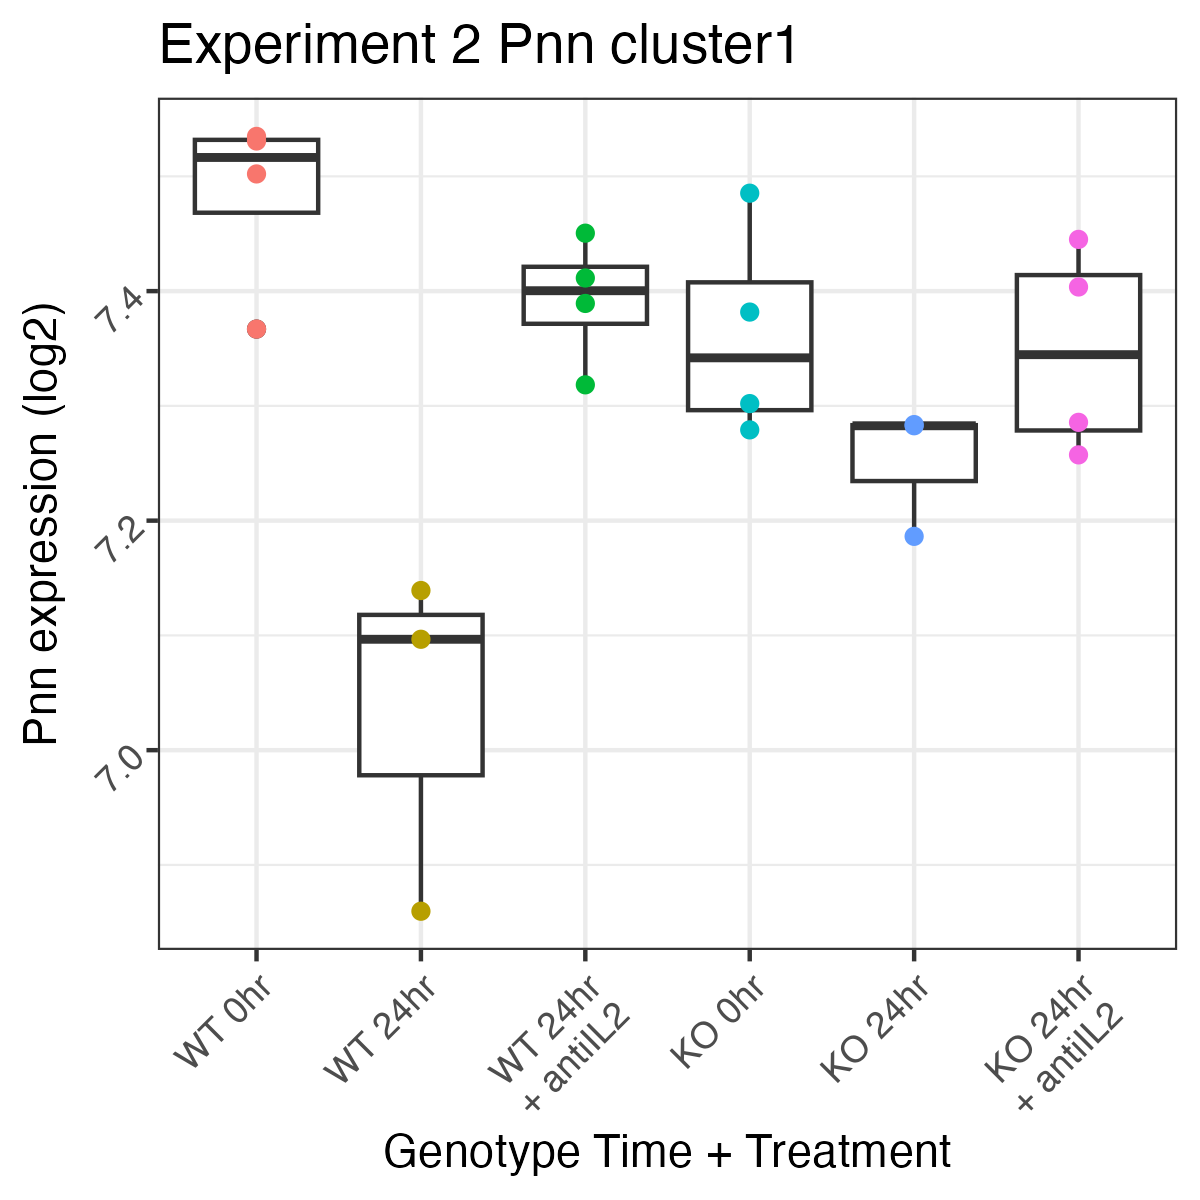 Experiment 2 Pnn cluster1
Pnn expression (log2)
7.4
7.2
7.0
WT 0hr
WT 24hr
WT 24hr
+ antiIL2
KO 0hr
KO 24hr
KO 24hr
+ antiIL2
Genotype Time + Treatment